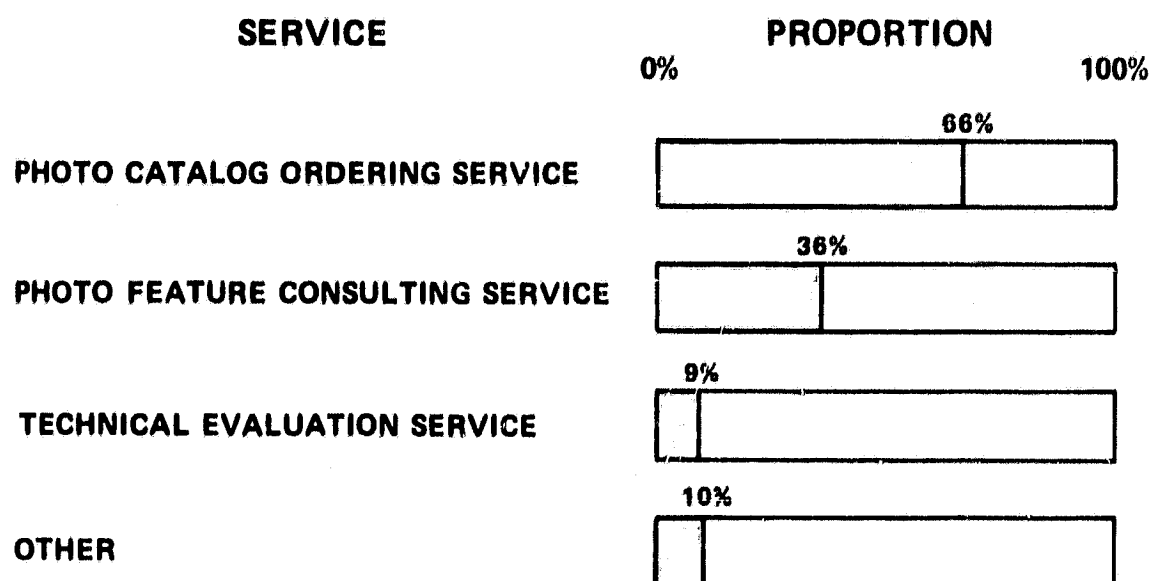 SERVICE PROPORTION
0% 100%
66%
PHOTO CATALOG ORDERING SERVICE
36%
PHOTO FEATURE CONSULTING SERVICE
9%
TECHNICAL EVALUATION SERVICE
10%
OTHER